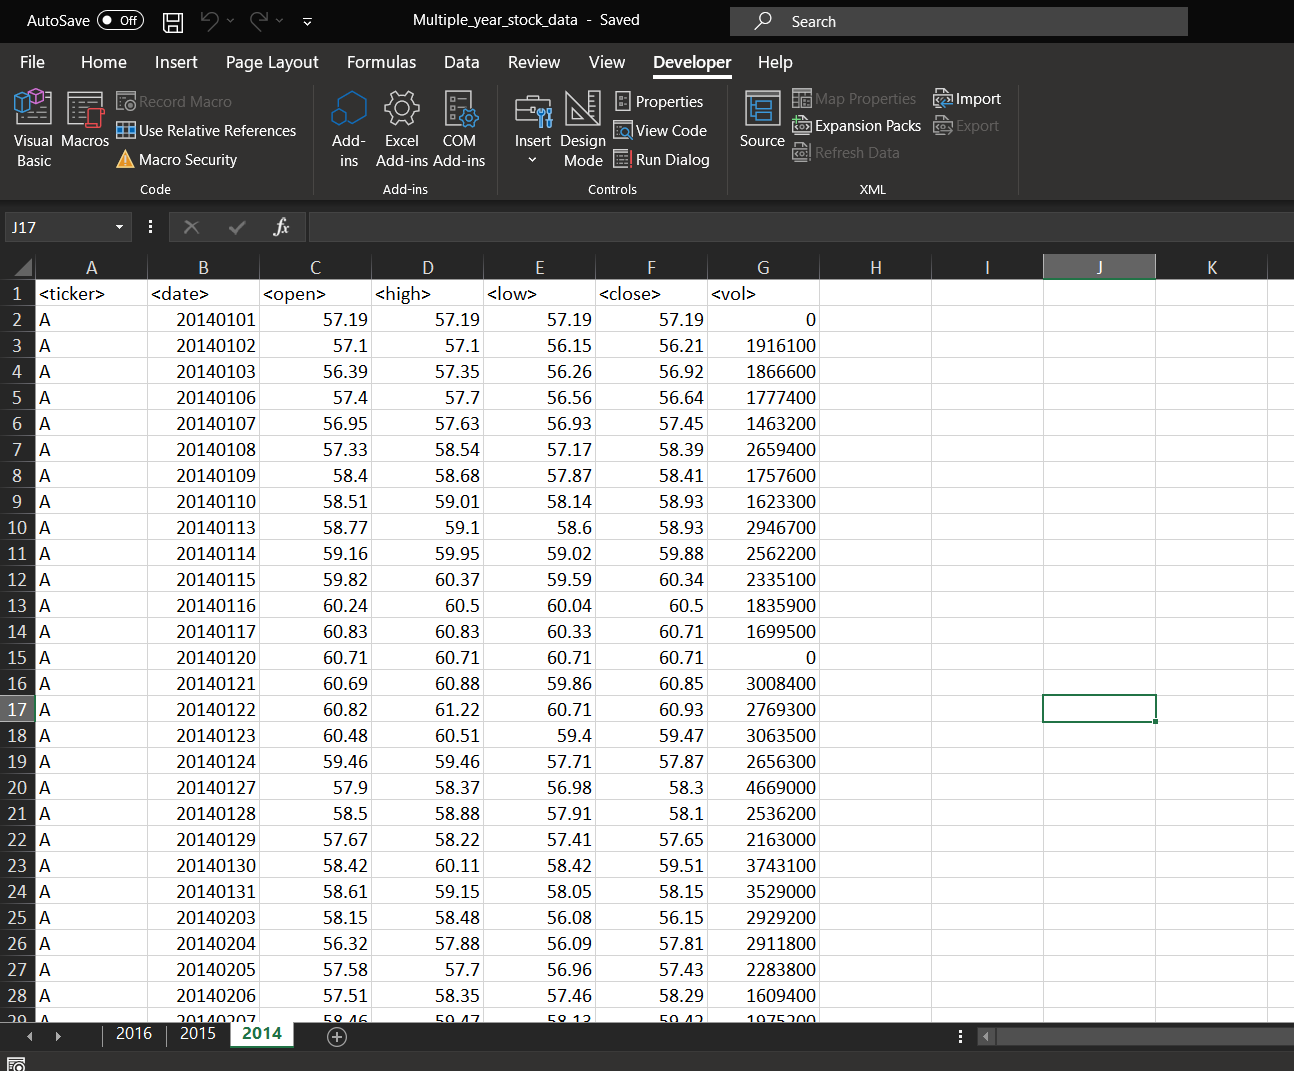 AutoSave Off Multiple_year_stock_data - Saved Search
File Home Insert Page Layout Formulas Data Review View Developer Help
Visual Basic
Macros
Record Macro
Use Relative References
Macro Security
Code
Add-ins
Excel Add-ins
COM Add-ins
Add-ins
Insert
Design Mode
Properties
View Code
Run Dialog
Controls
Source
Map Properties
Expansion Packs
Refresh Data
Import
Export
XML
J17 fx
A B C D E F G H I J K
1 <ticker> <date> <open> <high> <low> <close> <vol>
2 A 20140101 57.19 57.19 57.19 57.19 0
3 A 20140102 57.1 57.1 56.15 56.21 1916100
4 A 20140103 56.39 57.35 56.26 56.92 1866600
5 A 20140106 57.4 57.7 56.56 56.64 1777400
6 A 20140107 56.95 57.63 56.93 57.45 1463200
7 A 20140108 57.33 58.54 57.17 58.39 2659400
8 A 20140109 58.4 58.68 57.87 58.41 1757600
9 A 20140110 58.51 59.01 58.14 58.93 1623300
10 A 20140113 58.77 59.1 58.6 58.93 2946700
11 A 20140114 59.16 59.95 59.02 59.88 2562200
12 A 20140115 59.82 60.37 59.59 60.34 2335100
13 A 20140116 60.24 60.5 60.04 60.5 1835900
14 A 20140117 60.83 60.83 60.33 60.71 1699500
15 A 20140120 60.71 60.71 60.71 60.71 0
16 A 20140121 60.69 60.88 59.86 60.85 3008400
17 A 20140122 60.82 61.22 60.71 60.93 2769300
18 A 20140123 60.48 60.51 59.4 59.47 3063500
19 A 20140124 59.46 59.46 57.71 57.87 2656300
20 A 20140127 57.9 58.37 56.98 58.3 4669000
21 A 20140128 58.5 58.88 57.91 58.1 2536200
22 A 20140129 57.67 58.22 57.41 57.65 2163000
23 A 20140130 58.42 60.11 58.42 59.51 3743100
24 A 20140131 58.61 59.15 58.05 58.15 3529000
25 A 20140203 58.15 58.48 56.08 56.15 2929200
26 A 20140204 56.32 57.88 56.09 57.81 2911800
27 A 20140205 57.58 57.7 56.96 57.43 2283800
28 A 20140206 57.51 58.35 57.46 58.29 1609400
29 A 20140207 58.46 59.47 58.13 59.42 1975200
2016 2015 2014